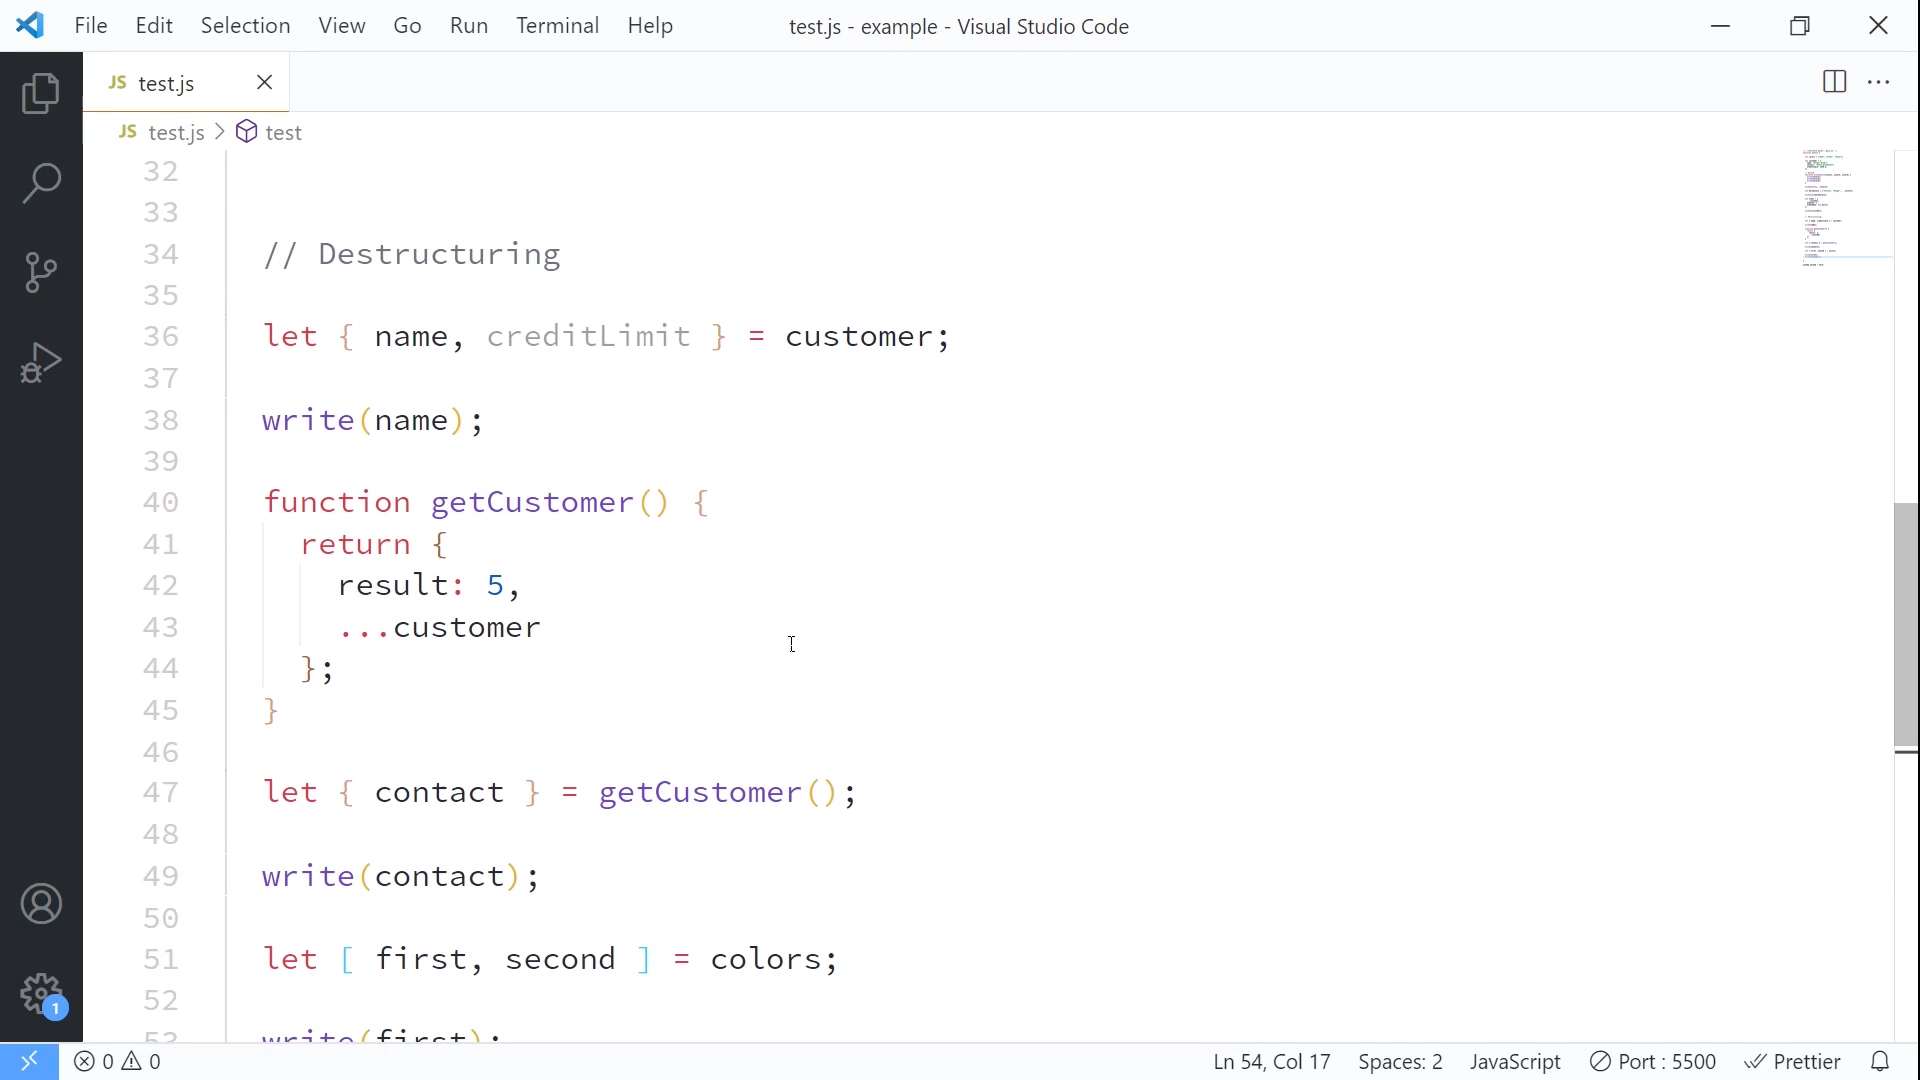 File Edit Selection View Go Run Terminal Help test.js - example - Visual Studio Code
JS test.js
JS test.js > test
32
33
34 // Destructuring
35
36 let { name, creditLimit } = customer;
37
38 write(name);
39
40 function getCustomer() {
41 return {
42 result: 5,
43 ...customer
44 };
45 }
46
47 let { contact } = getCustomer();
48
49 write(contact);
50
51 let [ first, second ] = colors;
52
53 write(first);
1
0 0 Ln 54, Col 17 Spaces: 2 JavaScript Port : 5500 Prettier